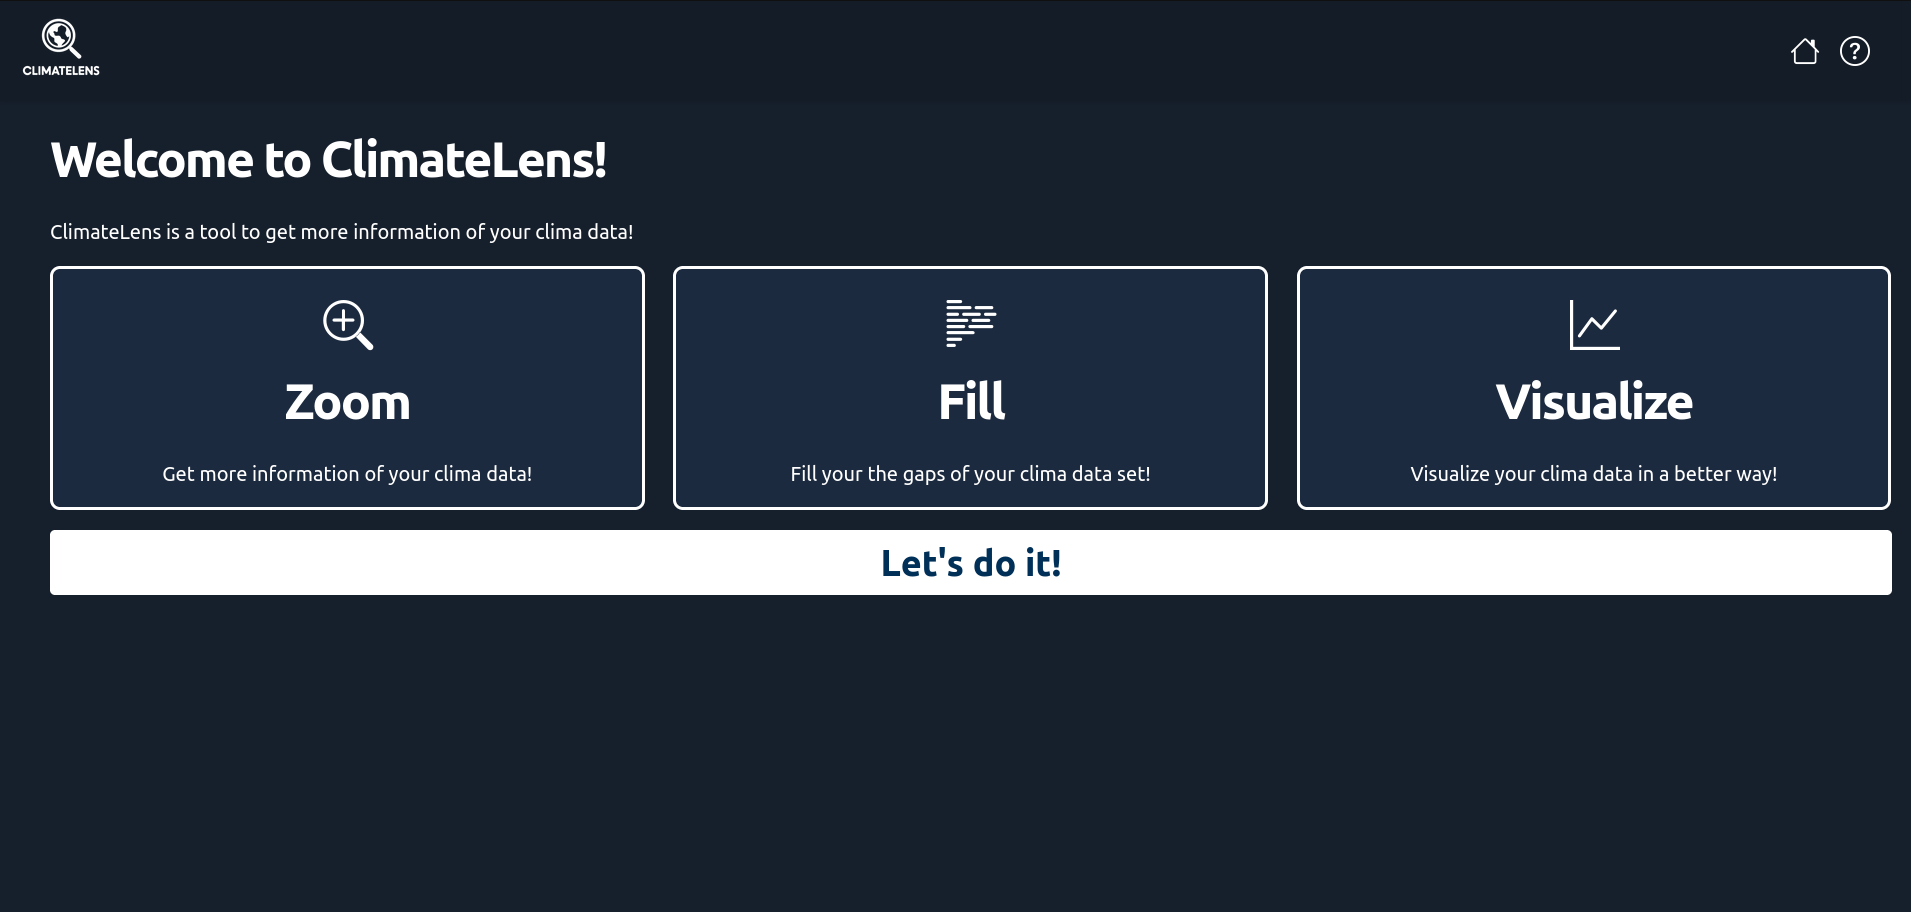 CLIMATELENS
Welcome to ClimateLens!
ClimateLens is a tool to get more information of your clima data!
Zoom
Get more information of your clima data!
Fill
Fill your the gaps of your clima data set!
Visualize
Visualize your clima data in a better way!
Let's do it!